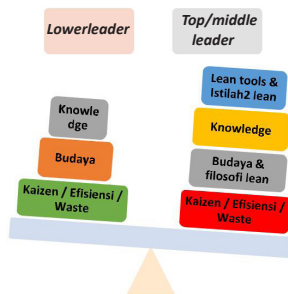 Lowerleader
Top/middle
leader
Knowle
dge
Budaya
Kaizen / Efisiensi /
Waste
Lean tools &
Istilah2 lean
Knowledge
Budaya &
filosofi lean
Kaizen / Efisiensi /
Waste